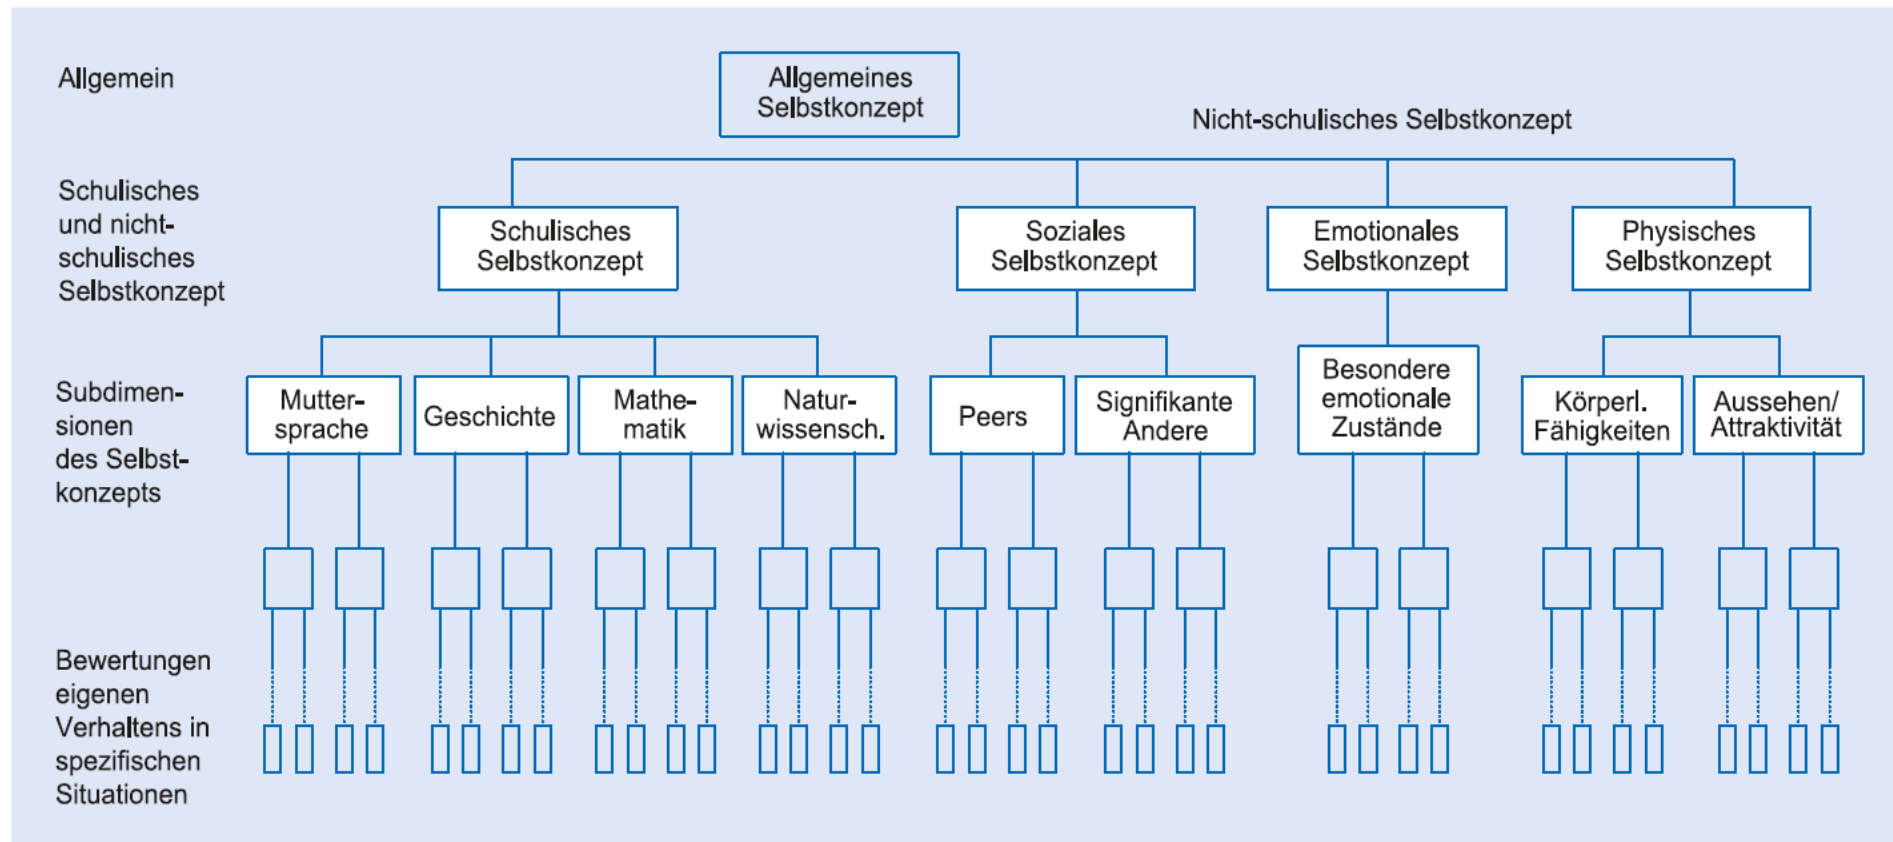 Allgemein
Allgemeines
Selbstkonzept
Nicht-schulisches Selbstkonzept
Schulisches
und nicht-
schulisches
Selbstkonzept
Schulisches
Selbstkonzept
Soziales
Selbstkonzept
Emotionales
Selbstkonzept
Physisches
Selbstkonzept
Subdimen-
sionen
des Selbst-
konzepts
Mutter-
sprache
Geschichte
Mathe-
matik
Natur-
wissensch.
Peers
Signifikante
Andere
Besondere
emotionale
Zustände
Körperl.
Fähigkeiten
Aussehen/
Attraktivität
Bewertungen
eigenen
Verhaltens in
spezifischen
Situationen